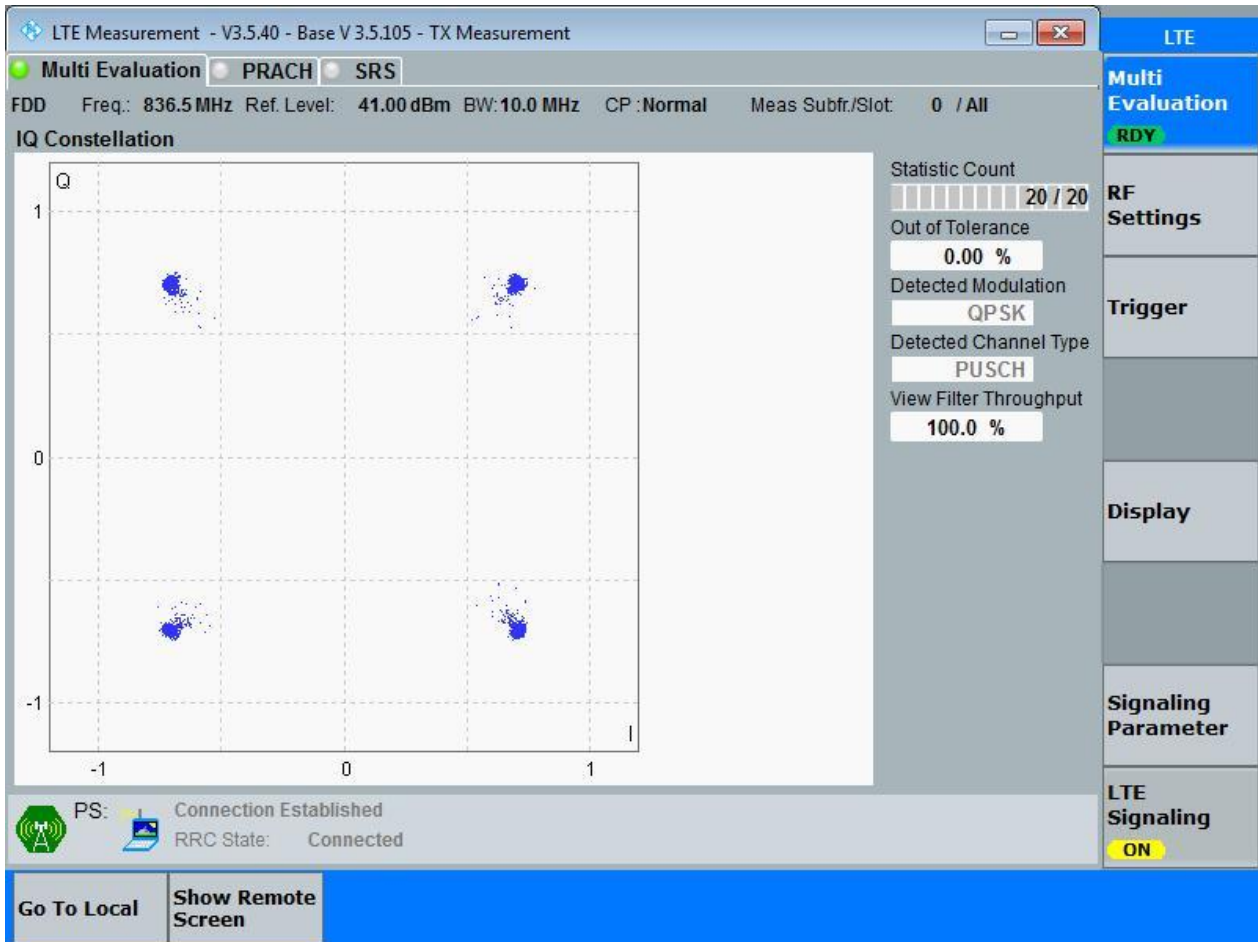 LTE Measurement - V3.5.40 - Base V 3.5.105 - TX Measurement
LTE
Multi Evaluation PRACH SRS
Multi
Evaluation
RDY
FDD Freq.: 836.5 MHz Ref. Level: 41.00 dBm BW: 10.0 MHz CP : Normal Meas Subfr./Slot: 0 / All
IQ Constellation
Statistic Count
20 / 20
Out of Tolerance
0.00 %
Detected Modulation
QPSK
Detected Channel Type
PUSCH
View Filter Throughput
100.0 %
Q
1
0
-1
I
-1 0 1
RF
Settings
Trigger
Display
Signaling
Parameter
LTE
Signaling
ON
PS: Connection Established
RRC State: Connected
Go To Local
Show Remote
Screen